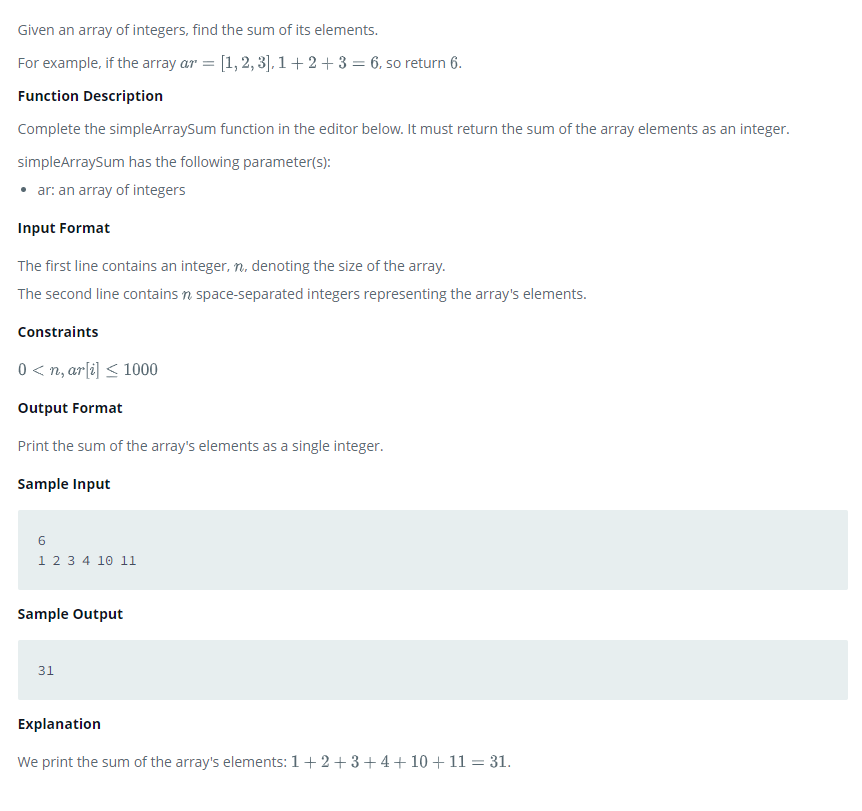 Given an array of integers, find the sum of its elements.
For example, if the array ar = [1, 2, 3], 1 + 2 + 3 = 6, so return 6.
Function Description
Complete the simpleArraySum function in the editor below. It must return the sum of the array elements as an integer.
simpleArraySum has the following parameter(s):
• ar: an array of integers
Input Format
The first line contains an integer, n, denoting the size of the array.
The second line contains n space-separated integers representing the array's elements.
Constraints
0 < n, ar[i] ≤ 1000
Output Format
Print the sum of the array's elements as a single integer.
Sample Input
6
1 2 3 4 10 11
Sample Output
31
Explanation
We print the sum of the array's elements: 1 + 2 + 3 + 4 + 10 + 11 = 31.